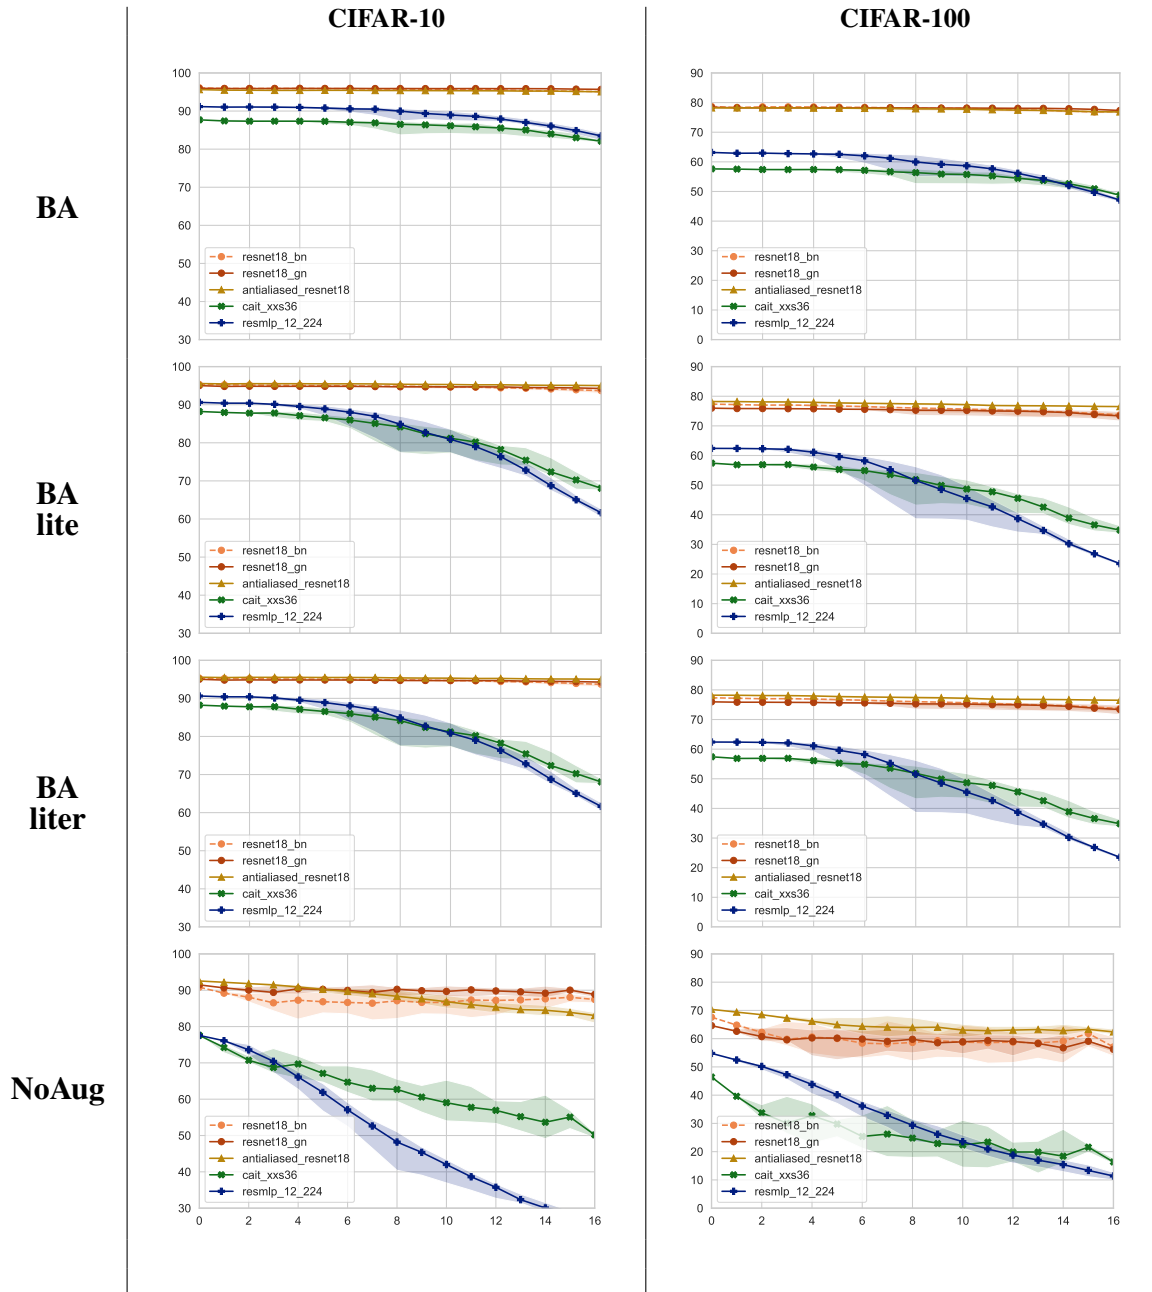 CIFAR-10
CIFAR-100
BA
100
90
80
70
60
50
40
30
resnet18_bn
resnet18_gn
antialiased_resnet18
cait_xxs36
resmlp_12_224
90
80
70
60
50
40
30
20
10
0
resnet18_bn
resnet18_gn
antialiased_resnet18
cait_xxs36
resmlp_12_224
BA
lite
100
90
80
70
60
50
40
30
resnet18_bn
resnet18_gn
antialiased_resnet18
cait_xxs36
resmlp_12_224
90
80
70
60
50
40
30
20
10
0
resnet18_bn
resnet18_gn
antialiased_resnet18
cait_xxs36
resmlp_12_224
BA
liter
100
90
80
70
60
50
40
30
resnet18_bn
resnet18_gn
antialiased_resnet18
cait_xxs36
resmlp_12_224
90
80
70
60
50
40
30
20
10
0
resnet18_bn
resnet18_gn
antialiased_resnet18
cait_xxs36
resmlp_12_224
NoAug
100
90
80
70
60
50
40
30
resnet18_bn
resnet18_gn
antialiased_resnet18
cait_xxs36
resmlp_12_224
0 2 4 6 8 10 12 14 16
90
80
70
60
50
40
30
20
10
0
resnet18_bn
resnet18_gn
antialiased_resnet18
cait_xxs36
resmlp_12_224
0 2 4 6 8 10 12 14 16